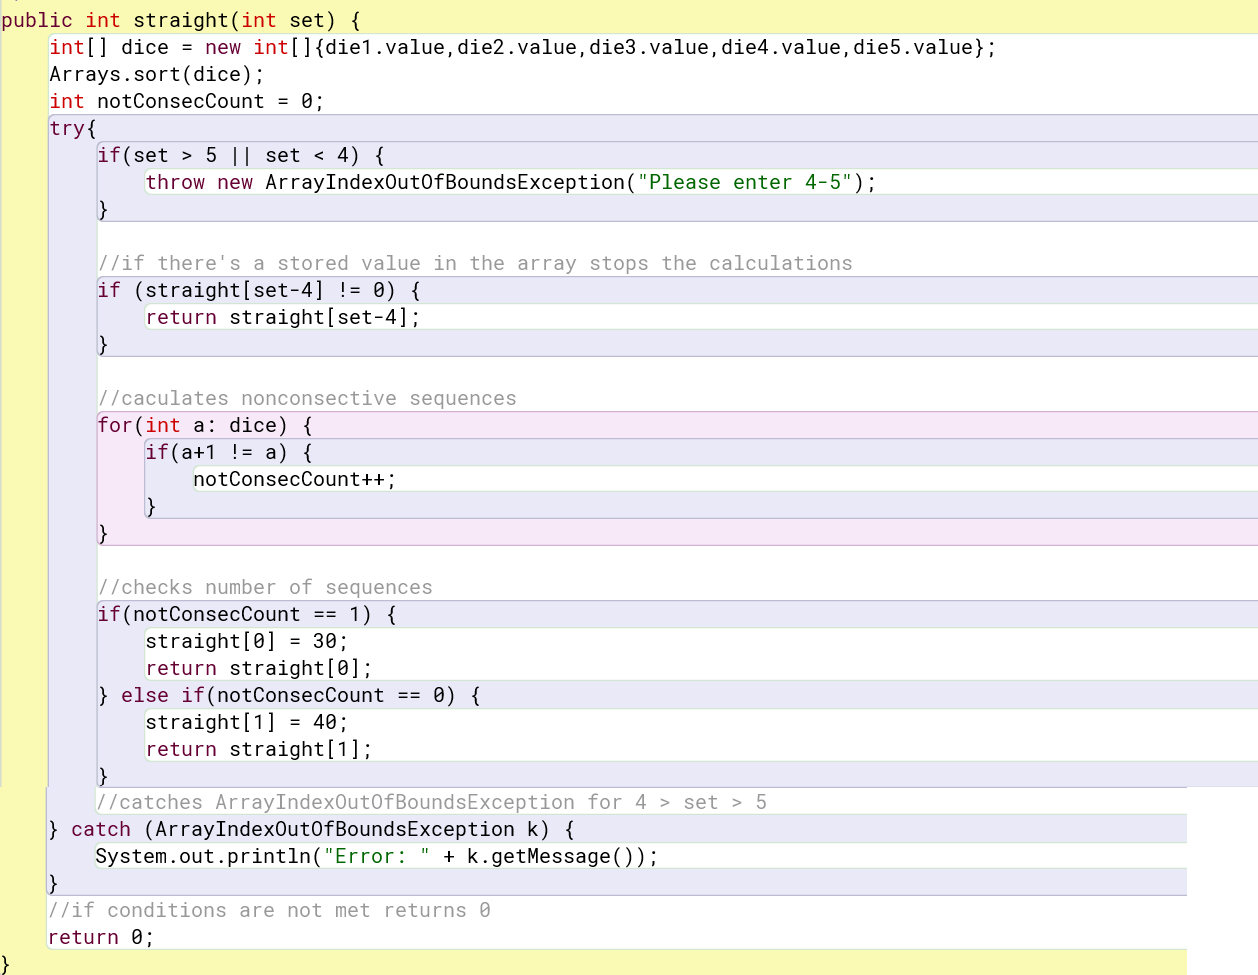 public int straight(int set) {
int[] dice = new int[]{die1.value,die2.value,die3.value,die4.value,die5.value};
Arrays.sort(dice);
int notConsecCount = 0;
try{
if(set > 5 || set < 4) {
throw new ArrayIndexOutOfBoundsException("Please enter 4-5");
}
//if there's a stored value in the array stops the calculations
if (straight[set-4] != 0) {
return straight[set-4];
}
//caculates nonconsective sequences
for(int a: dice) {
if(a+1 != a) {
notConsecCount++;
}
}
//checks number of sequences
if(notConsecCount == 1) {
straight[0] = 30;
return straight[0];
} else if(notConsecCount == 0) {
straight[1] = 40;
return straight[1];
}
//catches ArrayIndexOutOfBoundsException for 4 > set > 5
} catch (ArrayIndexOutOfBoundsException k) {
System.out.println("Error: " + k.getMessage());
}
//if conditions are not met returns 0
return 0;
}